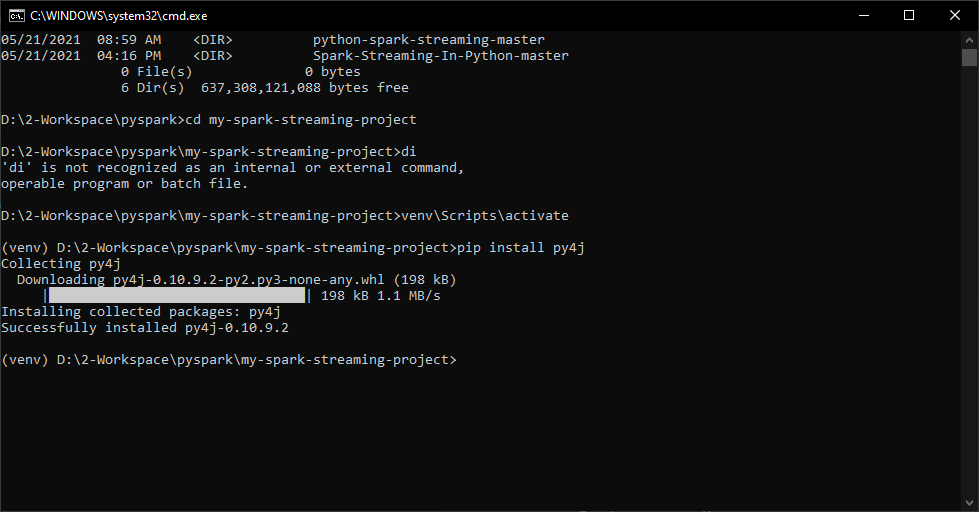 C:\WINDOWS\system32\cmd.exe
05/21/2021  08:59 AM    <DIR>          python-spark-streaming-master
05/21/2021  04:16 PM    <DIR>          Spark-Streaming-In-Python-master
               0 File(s)              0 bytes
               6 Dir(s)  637,308,121,088 bytes free
D:\2-Workspace\pyspark>cd my-spark-streaming-project
D:\2-Workspace\pyspark\my-spark-streaming-project>di
'di' is not recognized as an internal or external command,
operable program or batch file.
D:\2-Workspace\pyspark\my-spark-streaming-project>venv\Scripts\activate
(venv) D:\2-Workspace\pyspark\my-spark-streaming-project>pip install py4j
Collecting py4j
  Downloading py4j-0.10.9.2-py2.py3-none-any.whl (198 kB)
     |████████████████████████████████| 198 kB 1.1 MB/s
Installing collected packages: py4j
Successfully installed py4j-0.10.9.2
(venv) D:\2-Workspace\pyspark\my-spark-streaming-project>